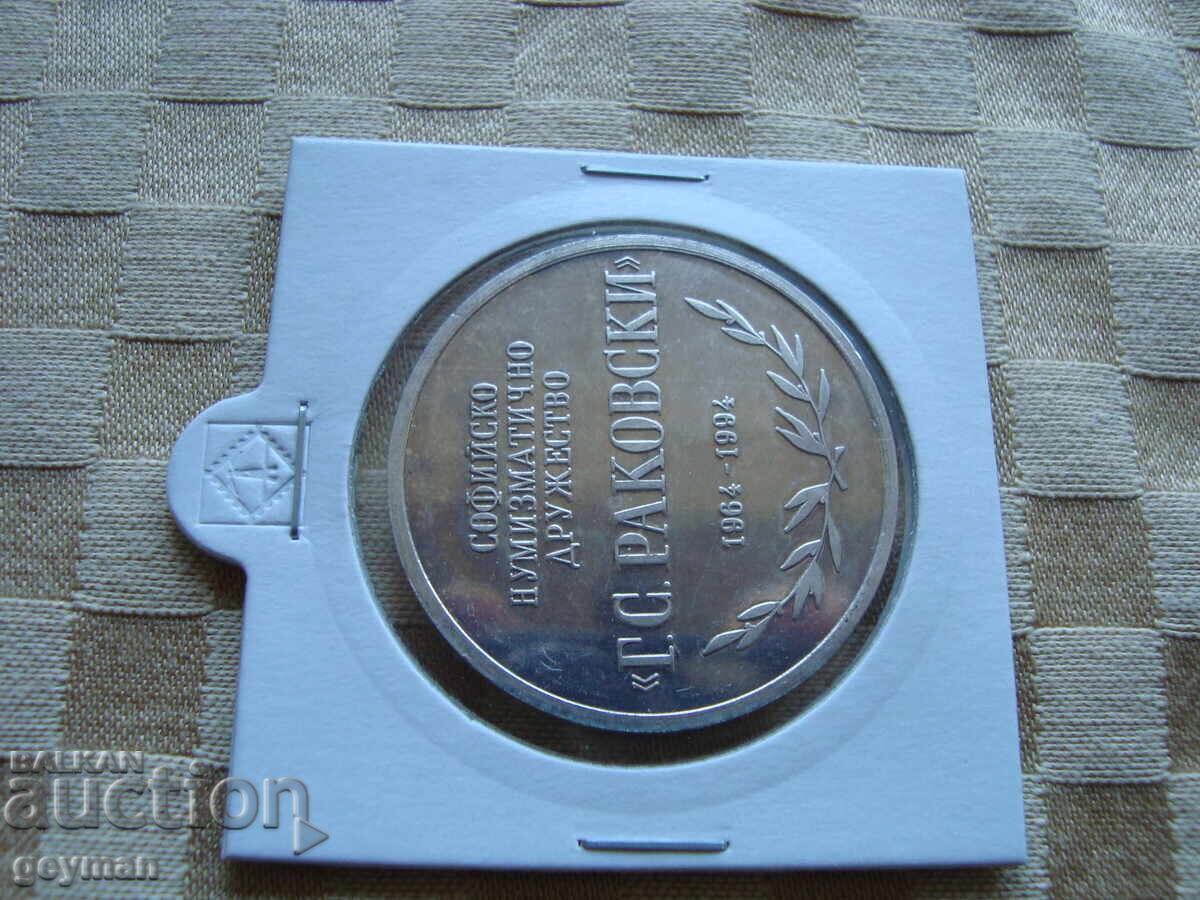 СОФИЙСКО
НУМИЗМАТИЧНО
ДРУЖЕСТВО
«Г. С. РАКОВСКИ»
1964-1994
BALKAN
auction
geyman